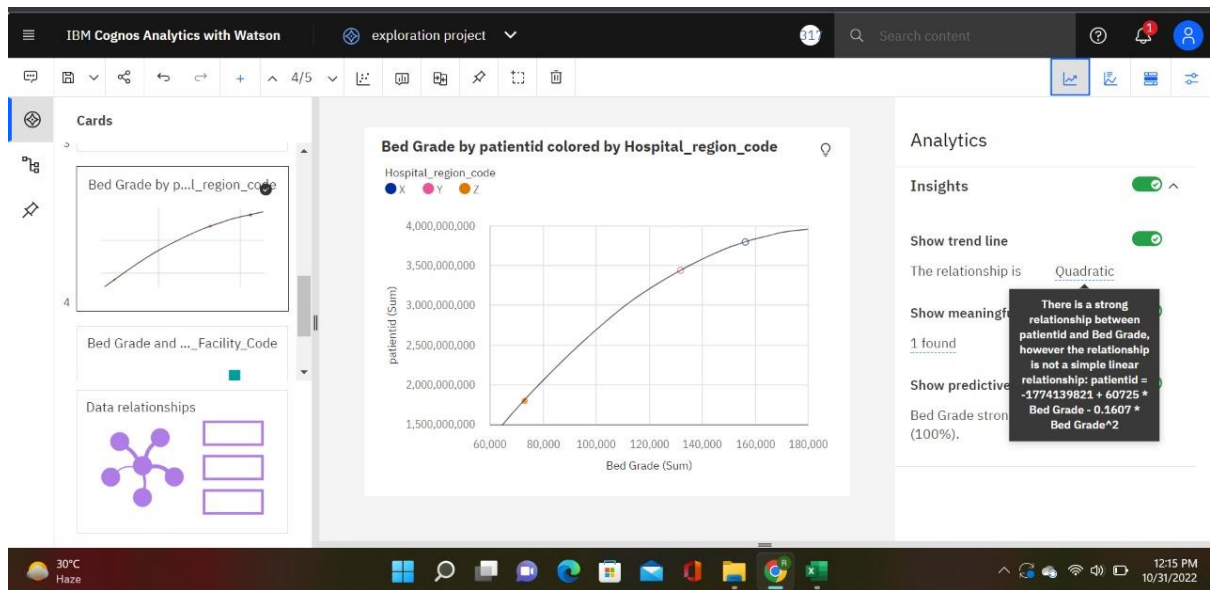 IBM Cognos Analytics with Watson
exploration project
Search content
1
4/5
Cards
Bed Grade by p...l_region_code
4
Bed Grade and ..._Facility_Code
Data relationships
Bed Grade by patientid colored by Hospital_region_code
Hospital_region_code
X Y Z
patientid (Sum)
4,000,000,000
3,500,000,000
3,000,000,000
2,500,000,000
2,000,000,000
1,500,000,000
60,000 80,000 100,000 120,000 140,000 160,000 180,000
Bed Grade (Sum)
Analytics
Insights
Show trend line
The relationship is Quadratic
There is a strong
relationship between
patientid and Bed Grade,
however the relationship
is not a simple linear
relationship: patientid =
-1774139821 + 60725 *
Bed Grade - 0.1607 *
Bed Grade^2
Show meaningfu
1 found
Show predictive
Bed Grade stron
(100%).
30°C
Haze
12:15 PM
10/31/2022